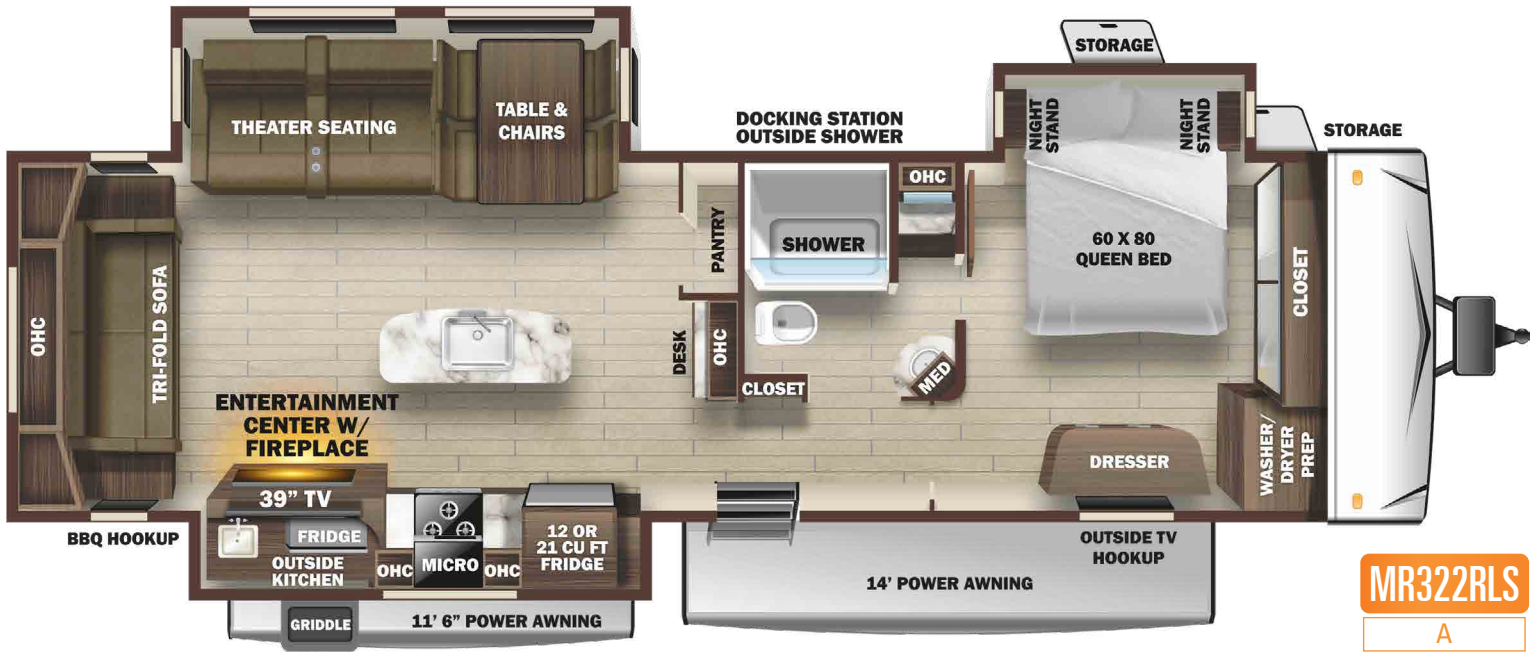 STORAGE
THEATER SEATING
TABLE &
CHAIRS
DOCKING STATION
OUTSIDE SHOWER
NIGHT
STAND
NIGHT
STAND
STORAGE
OHC
PANTRY
SHOWER
60 X 80
QUEEN BED
CLOSET
OHC
TRI-FOLD SOFA
DESK
OHC
CLOSET
MED
ENTERTAINMENT
CENTER W/
FIREPLACE
39” TV
FRIDGE
OUTSIDE
KITCHEN
OHC
MICRO
OHC
12 OR
21 CU FT
FRIDGE
DRESSER
WASHER/
DRYER
PREP
BBQ HOOKUP
OUTSIDE TV
HOOKUP
14’ POWER AWNING
GRIDDLE
11’ 6” POWER AWNING
MR322RLS
A